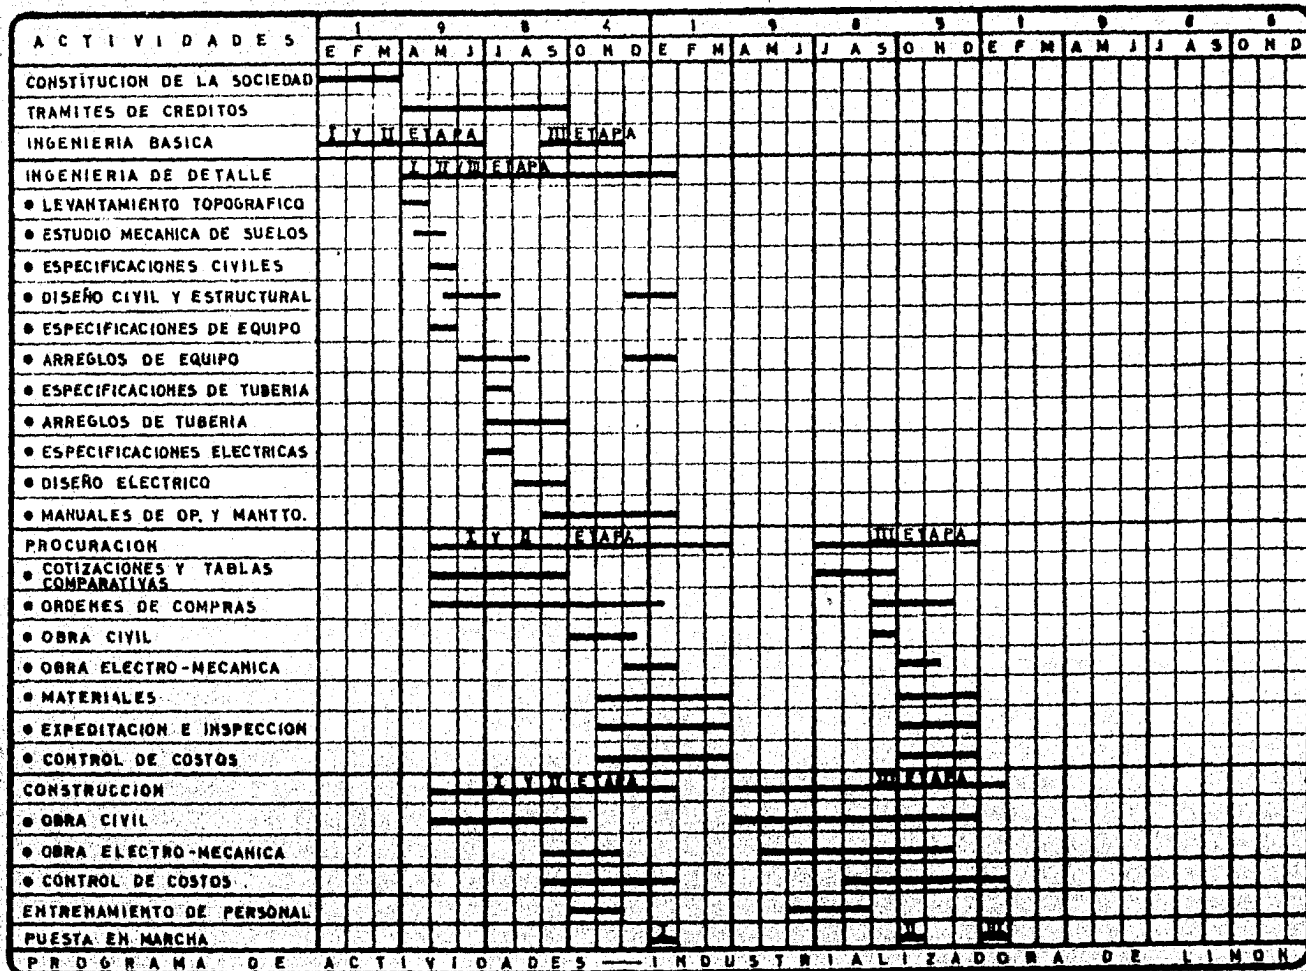 1 9 8 4 1 9 8 5 1 9 8 6
ACTIVIDADES E F M A M J J A S O N D E F M A M J J A S O N D E F M A M J J A S O N D
CONSTITUCION DE LA SOCIEDAD
TRAMITES DE CREDITOS
INGENIERIA BASICA I Y II ETAPA III ETAPA
INGENIERIA DE DETALLE I II Y III ETAPA
• LEVANTAMIENTO TOPOGRAFICO
• ESTUDIO MECANICA DE SUELOS
• ESPECIFICACIONES CIVILES
• DISEÑO CIVIL Y ESTRUCTURAL
• ESPECIFICACIONES DE EQUIPO
• ARREGLOS DE EQUIPO
• ESPECIFICACIONES DE TUBERIA
• ARREGLOS DE TUBERIA
• ESPECIFICACIONES ELECTRICAS
• DISEÑO ELECTRICO
• MANUALES DE OP. Y MANTTO.
PROCURACION I Y II ETAPA III ETAPA
• COTIZACIONES Y TABLAS
COMPARATIVAS
• ORDENES DE COMPRAS
• OBRA CIVIL
• OBRA ELECTRO-MECANICA
• MATERIALES
• EXPEDITACION E INSPECCION
• CONTROL DE COSTOS
CONSTRUCCION I Y II ETAPA III ETAPA
• OBRA CIVIL
• OBRA ELECTRO-MECANICA
• CONTROL DE COSTOS
ENTRENAMIENTO DE PERSONAL
PUESTA EN MARCHA I II III
PROGRAMA DE ACTIVIDADES — INDUSTRIALIZADORA DE LIMON